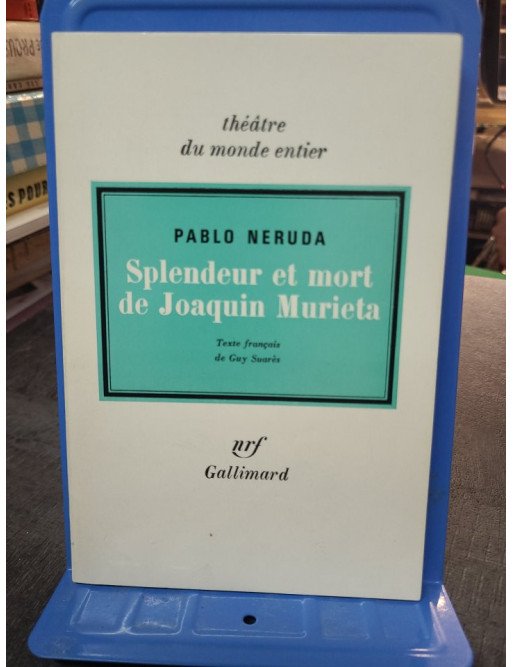 théâtre
du monde entier
PABLO NERUDA
Splendeur et mort
de Joaquin Murieta
Texte français
de Guy Suarès
nrf
Gallimard
S POUR